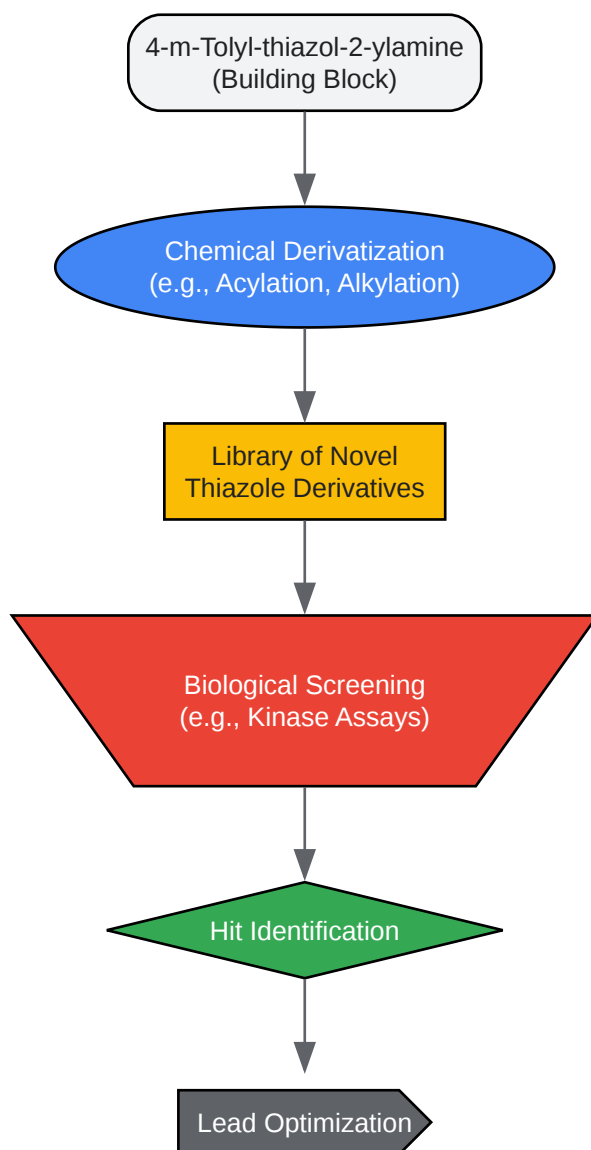 4-m-Tolyl-thiazol-2-ylamine
(Building Block)
Chemical Derivatization
(e.g., Acylation, Alkylation)
Library of Novel
Thiazole Derivatives
Biological Screening
(e.g., Kinase Assays)
Hit Identification
Lead Optimization